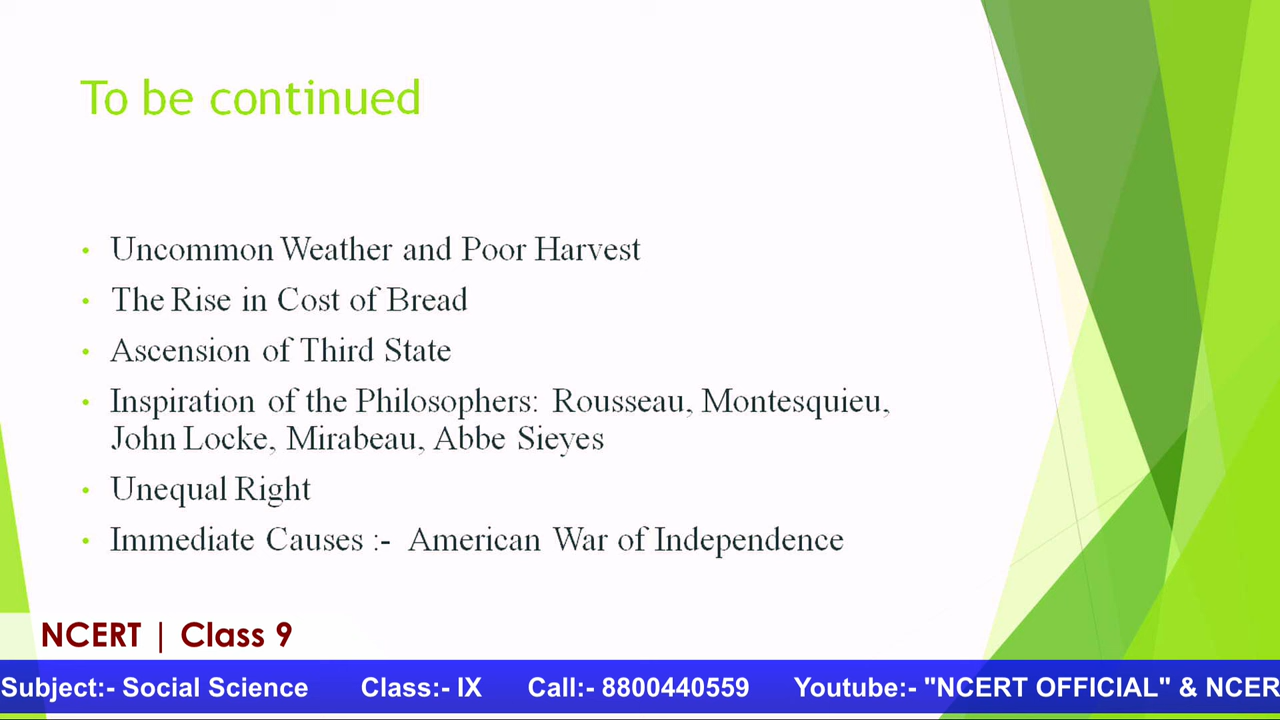 To be continued
• Uncommon Weather and Poor Harvest
• The Rise in Cost of Bread
• Ascension of Third State
• Inspiration of the Philosophers: Rousseau, Montesquieu,
John Locke, Mirabeau, Abbe Sieyes
• Unequal Right
• Immediate Causes :- American War of Independence
NCERT | Class 9
Subject:- Social Science Class:- IX Call:- 8800440559 Youtube:- "NCERT OFFICIAL" & NCER